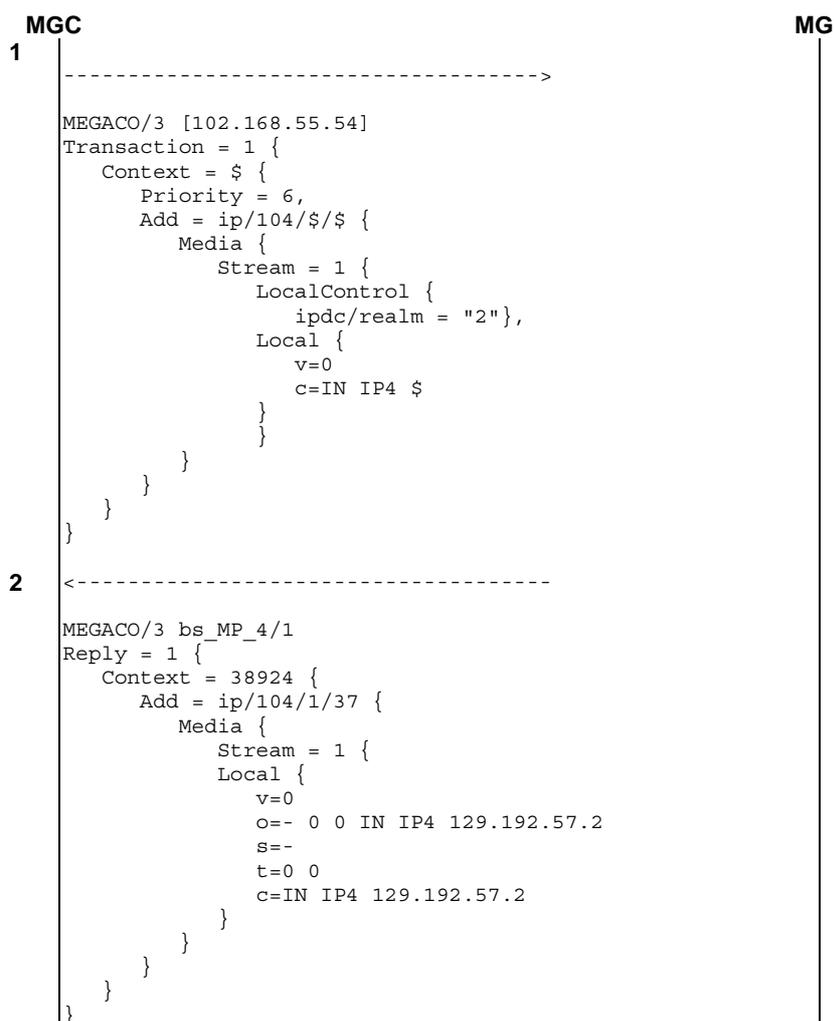 MGC MG
1
------------------------------------->
MEGACO/3 [102.168.55.54]
Transaction = 1 {
   Context = $ {
      Priority = 6,
      Add = ip/104/$/$ {
         Media {
            Stream = 1 {
               LocalControl {
                  ipdc/realm = "2"},
               Local {
                  v=0
                  c=IN IP4 $
               }
               }
         }
      }
   }
}
2 <-------------------------------------
MEGACO/3 bs_MP_4/1
Reply = 1 {
   Context = 38924 {
      Add = ip/104/1/37 {
         Media {
            Stream = 1 {
            Local {
               v=0
               o=- 0 0 IN IP4 129.192.57.2
               s=-
               t=0 0
               c=IN IP4 129.192.57.2
            }
         }
      }
   }
}